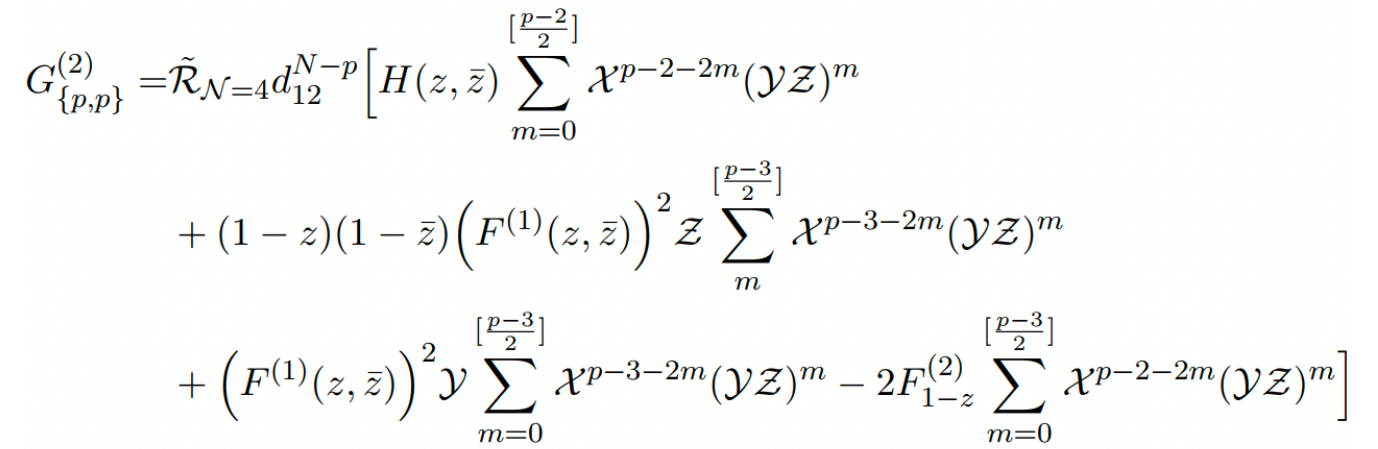 $G^{(2)}_{\{p,p\}} = \tilde{\mathcal{R}}_{\mathcal{N}=4} d_{12}^{N-p} \Big[ H(z,\bar{z}) \sum_{m=0}^{[\frac{p-2}{2}]} \mathcal{X}^{p-2-2m} (\mathcal{Y}\mathcal{Z})^m$
$+ (1-z)(1-\bar{z}) \Big( F^{(1)}(z,\bar{z}) \Big)^2 \mathcal{Z} \sum_{m}^{[\frac{p-3}{2}]} \mathcal{X}^{p-3-2m} (\mathcal{Y}\mathcal{Z})^m$
$+ \Big( F^{(1)}(z,\bar{z}) \Big)^2 \mathcal{Y} \sum_{m=0}^{[\frac{p-3}{2}]} \mathcal{X}^{p-3-2m} (\mathcal{Y}\mathcal{Z})^m - 2F^{(2)}_{1-z} \sum_{m=0}^{[\frac{p-3}{2}]} \mathcal{X}^{p-2-2m} (\mathcal{Y}\mathcal{Z})^m \Big]$